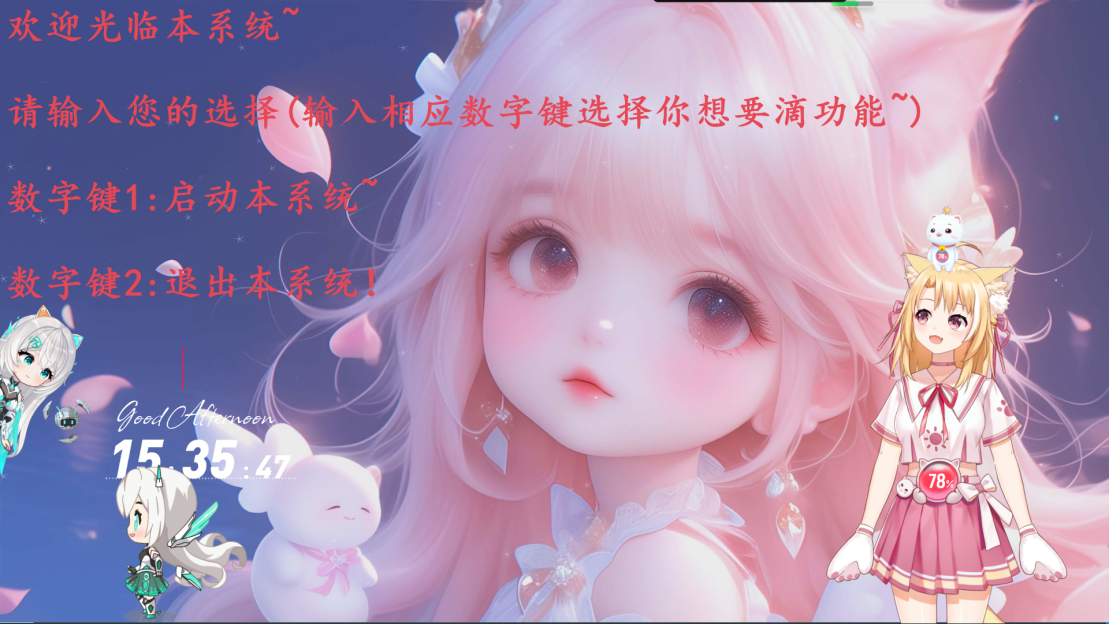 欢迎光临本系统~
请输入您的选择(输入相应数字键选择你想要滴功能~)
数字键1:启动本系统~
数字键2:退出本系统!
Good Afternoon
15:35:47
78%